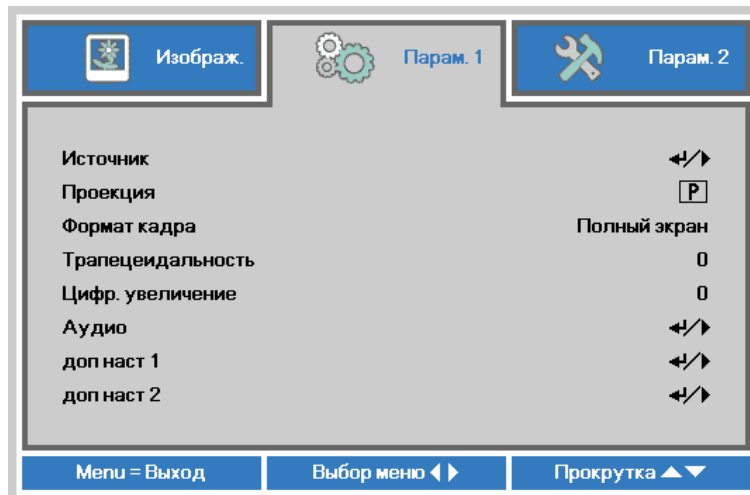 Изображ. Парам. 1 Парам. 2
Источник ↵/▶
Проекция P
Формат кадра Полный экран
Трапецеидальность 0
Цифр. увеличение 0
Аудио ↵/▶
доп наст 1 ↵/▶
доп наст 2 ↵/▶
Menu = Выход Выбор меню ◀ ▶ Прокрутка ▲▼